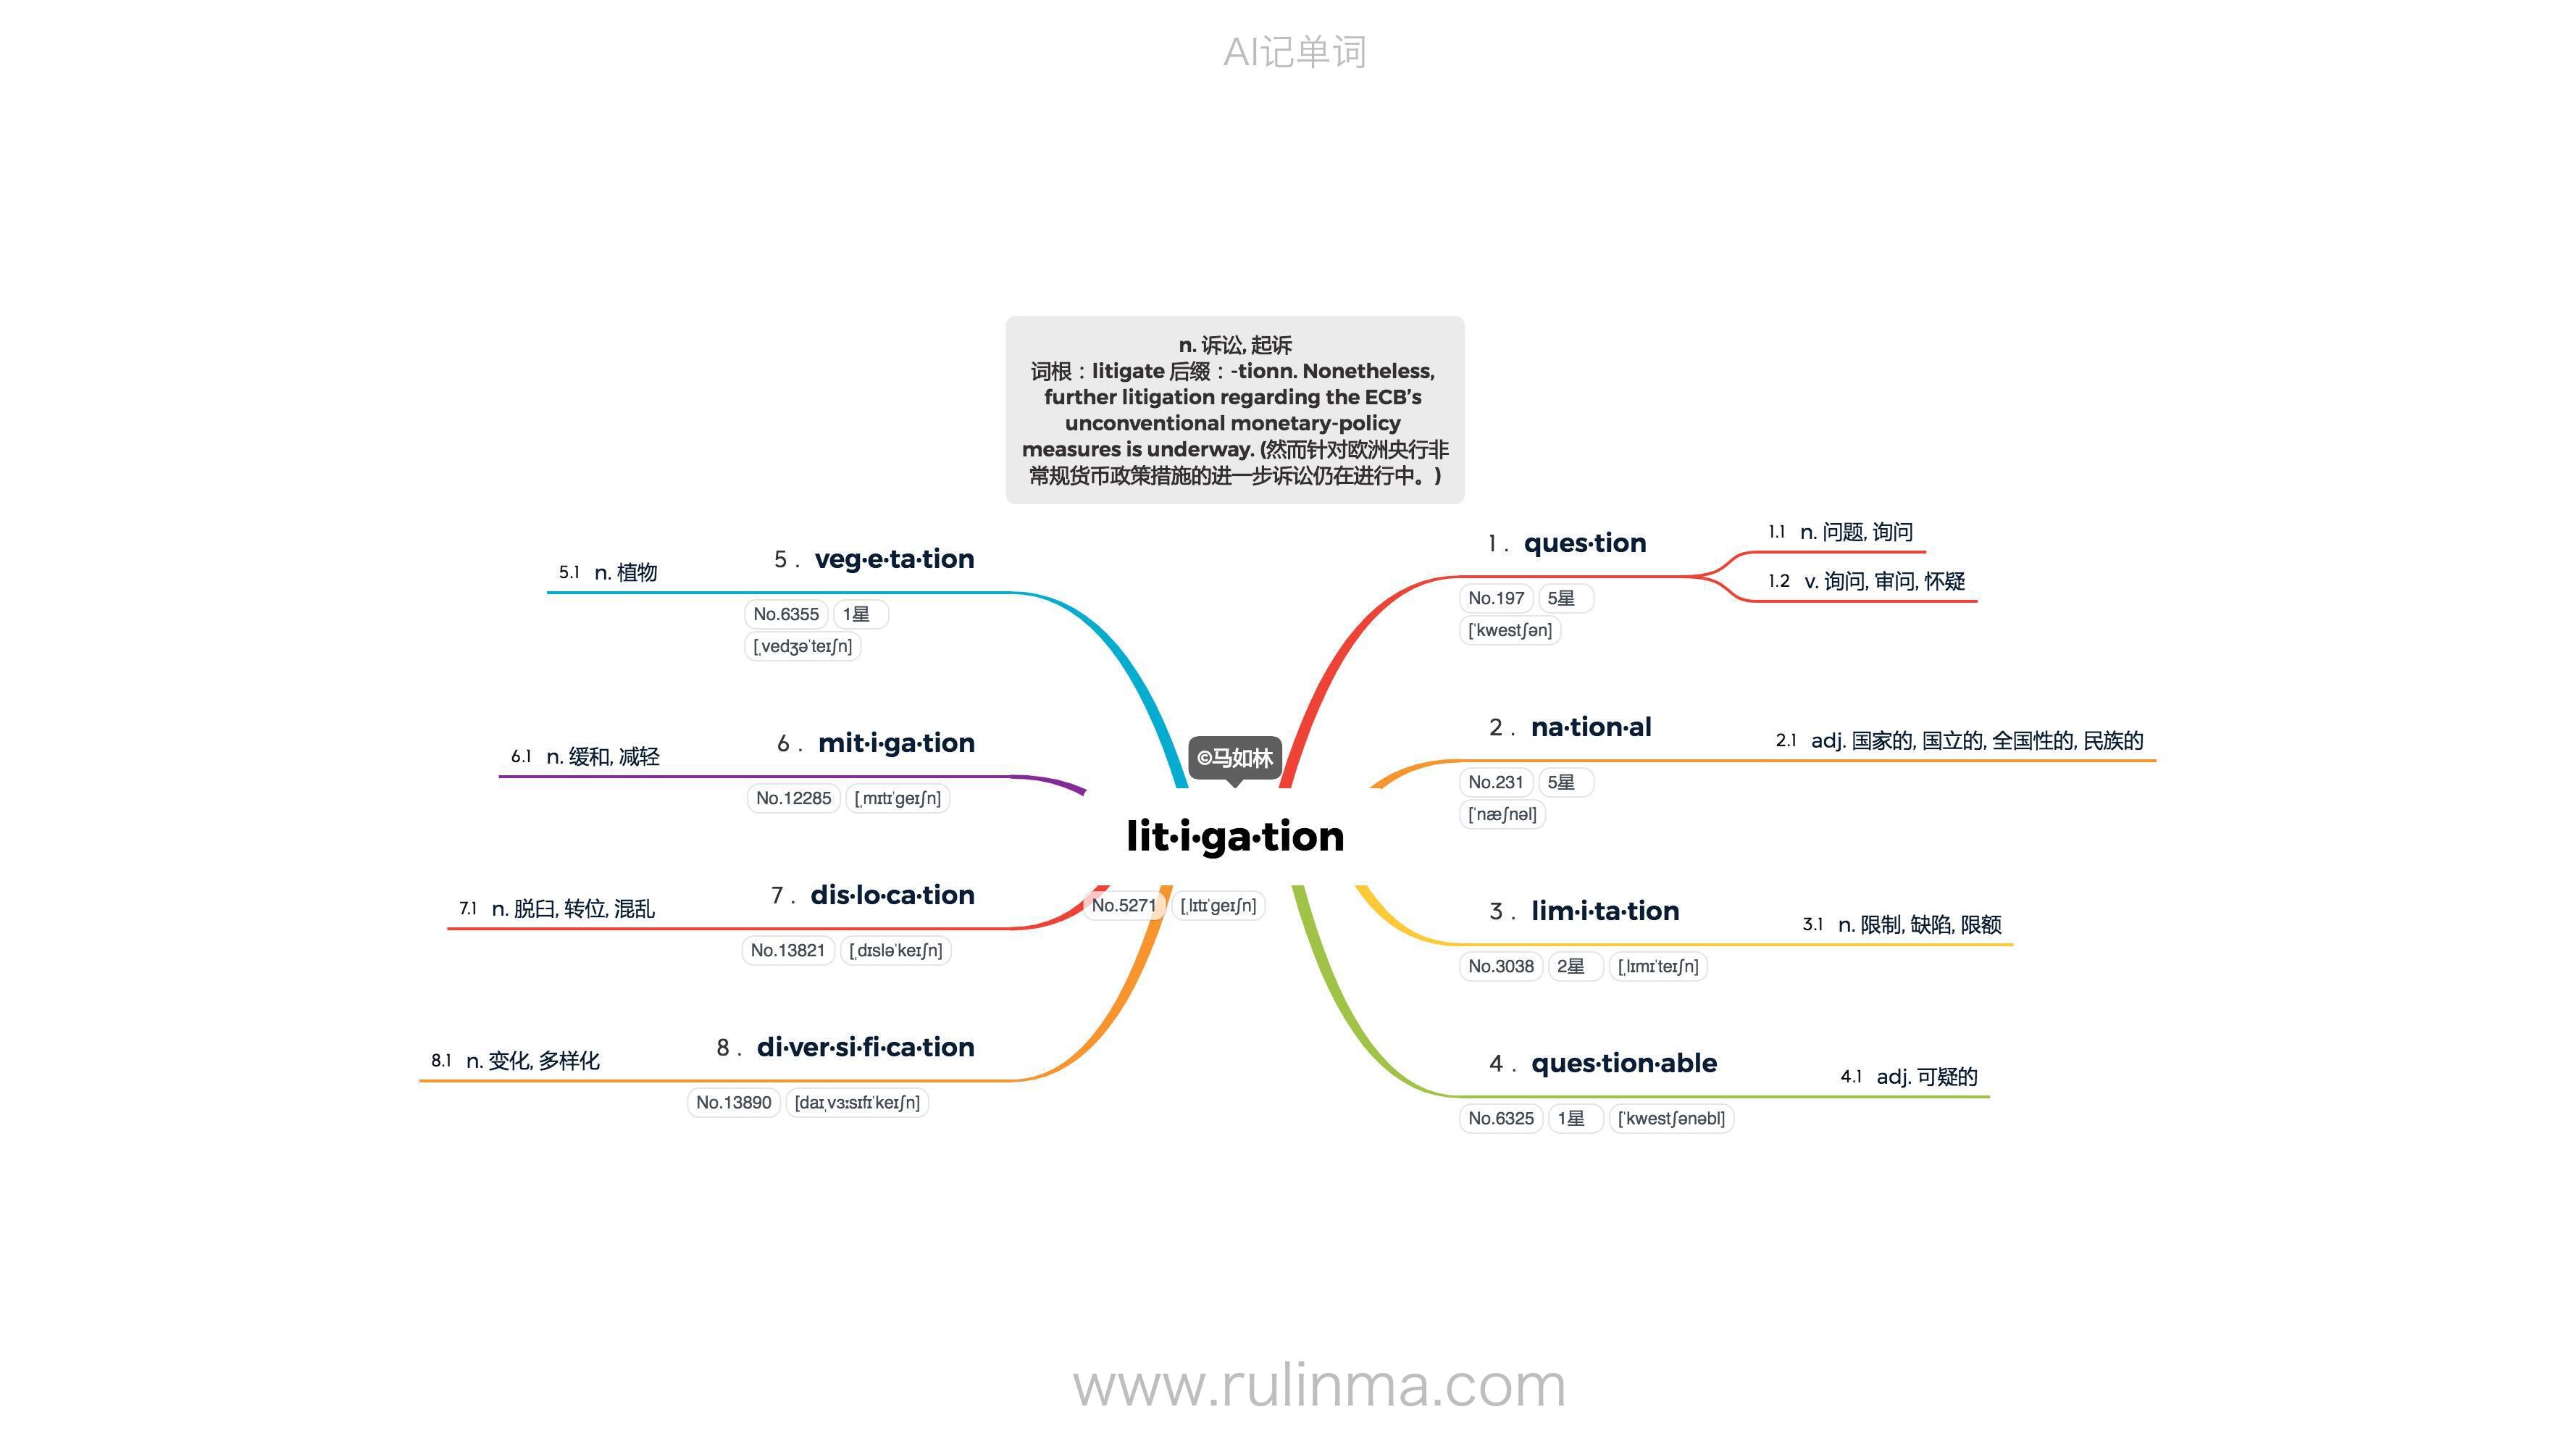 AI记单词
n. 诉讼, 起诉
词根：litigate 后缀：-tionn. Nonetheless,
further litigation regarding the ECB’s
unconventional monetary-policy
measures is underway. (然而针对欧洲央行非
常规货币政策措施的进一步诉讼仍在进行中。)
©马如林
lit·i·ga·tion
No.5271 [ˌlɪtɪˈɡeɪʃn]
1 . ques·tion
No.197 5星
[ˈkwestʃən]
1.1 n. 问题, 询问
1.2 v. 询问, 审问, 怀疑
2 . na·tion·al
No.231 5星
[ˈnæʃnəl]
2.1 adj. 国家的, 国立的, 全国性的, 民族的
3 . lim·i·ta·tion
No.3038 2星 [ˌlɪmɪˈteɪʃn]
3.1 n. 限制, 缺陷, 限额
4 . ques·tion·able
No.6325 1星 [ˈkwestʃənəbl]
4.1 adj. 可疑的
5 . veg·e·ta·tion
No.6355 1星
[ˌvedʒəˈteɪʃn]
5.1 n. 植物
6 . mit·i·ga·tion
No.12285 [ˌmɪtɪˈɡeɪʃn]
6.1 n. 缓和, 减轻
7 . dis·lo·ca·tion
No.13821 [ˌdɪsləˈkeɪʃn]
7.1 n. 脱臼, 转位, 混乱
8 . di·ver·si·fi·ca·tion
No.13890 [daɪˌvɜːsɪfɪˈkeɪʃn]
8.1 n. 变化, 多样化
www.rulinma.com